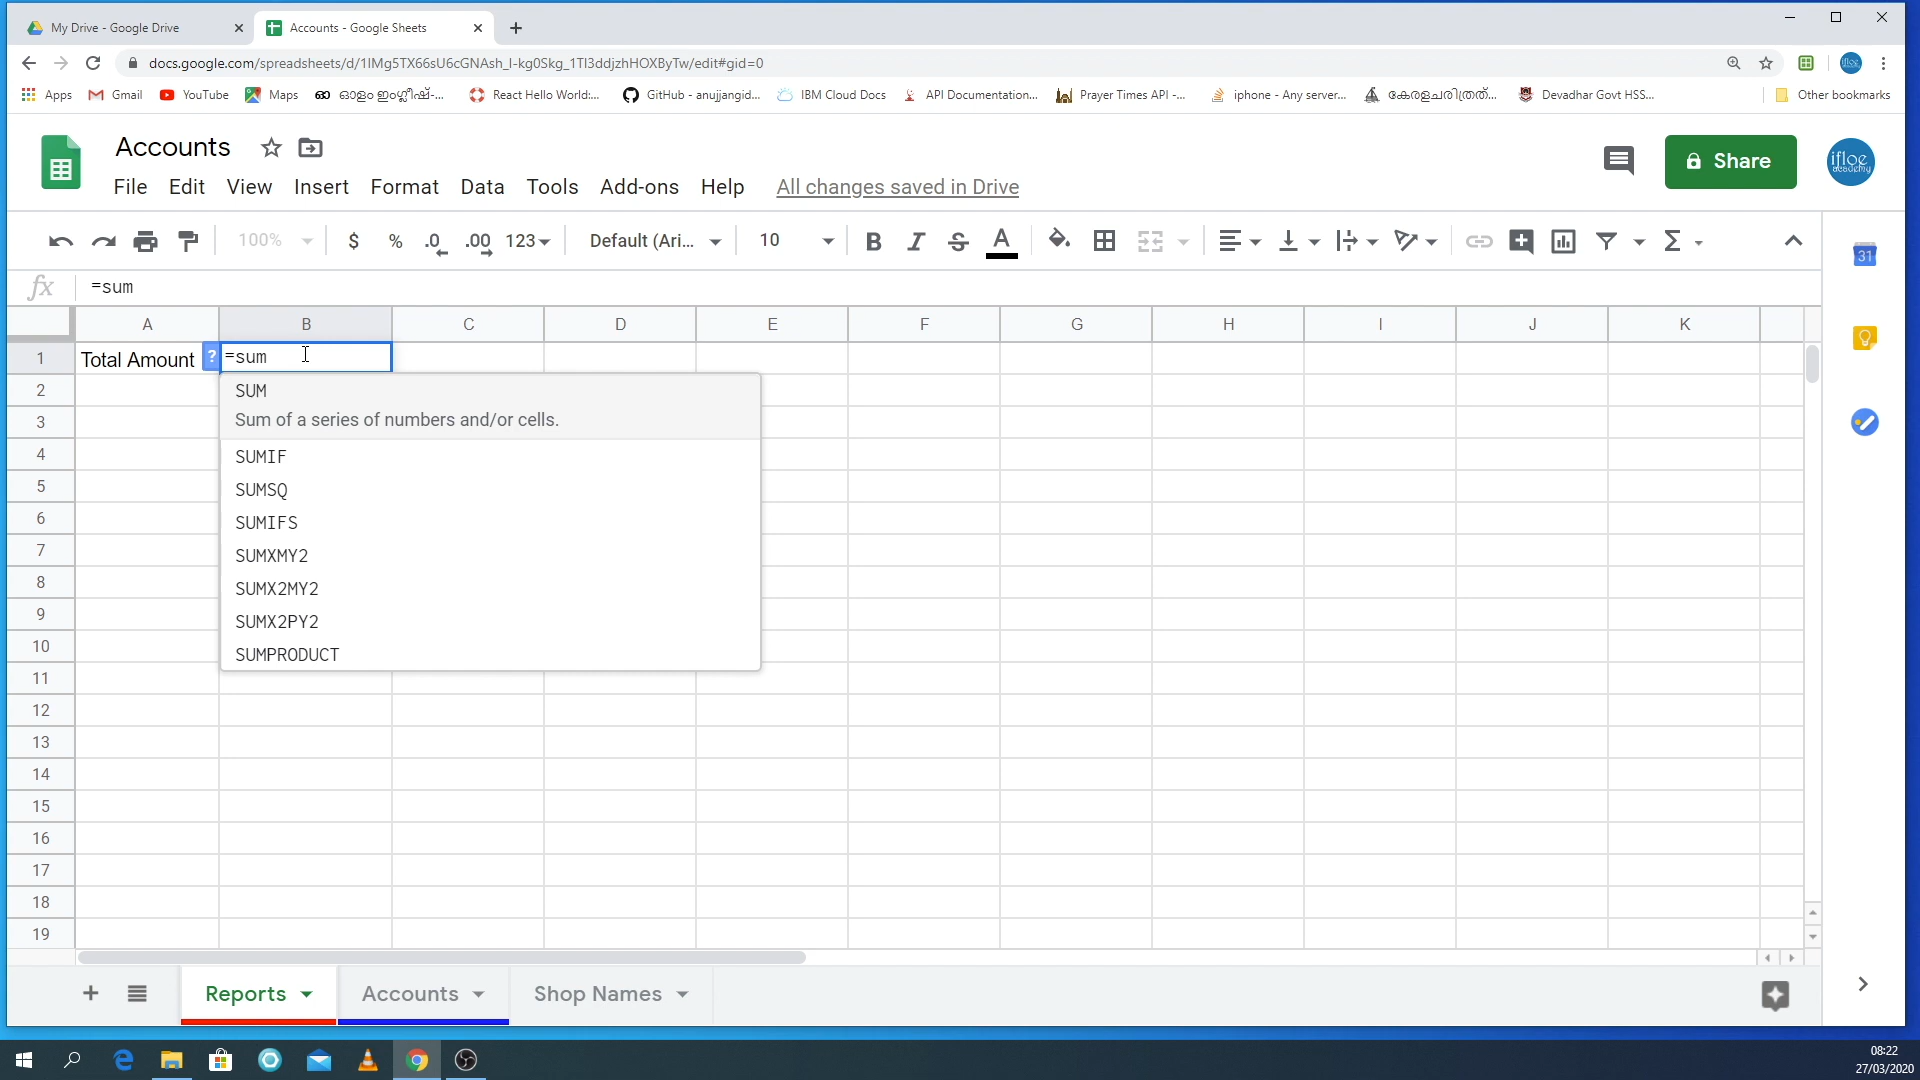 My Drive - Google Drive
Accounts - Google Sheets
docs.google.com/spreadsheets/d/1IMg5TX66sU6cGNAsh_I-kg0Skg_1TI3ddjzhHOXByTw/edit#gid=0
Apps Gmail YouTube Maps ഓളം ഇംഗ്ലീഷ്-... React Hello World:... GitHub - anujjangid... IBM Cloud Docs API Documentation... Prayer Times API -... iphone - Any server... കേരളചരിത്രത്... Devadhar Govt HSS... Other bookmarks
Accounts
Share
ifloe academy
File Edit View Insert Format Data Tools Add-ons Help All changes saved in Drive
100% $ % .0 .00 123 Default (Ari... 10 B I S A Σ
31
fx =sum
A B C D E F G H I J K
1 Total Amount ? =sum
2 SUM
3 Sum of a series of numbers and/or cells.
4 SUMIF
5 SUMSQ
6 SUMIFS
7 SUMXMY2
8 SUMX2MY2
9 SUMX2PY2
10 SUMPRODUCT
11
12
13
14
15
16
17
18
19
Reports Accounts Shop Names
08:22
27/03/2020